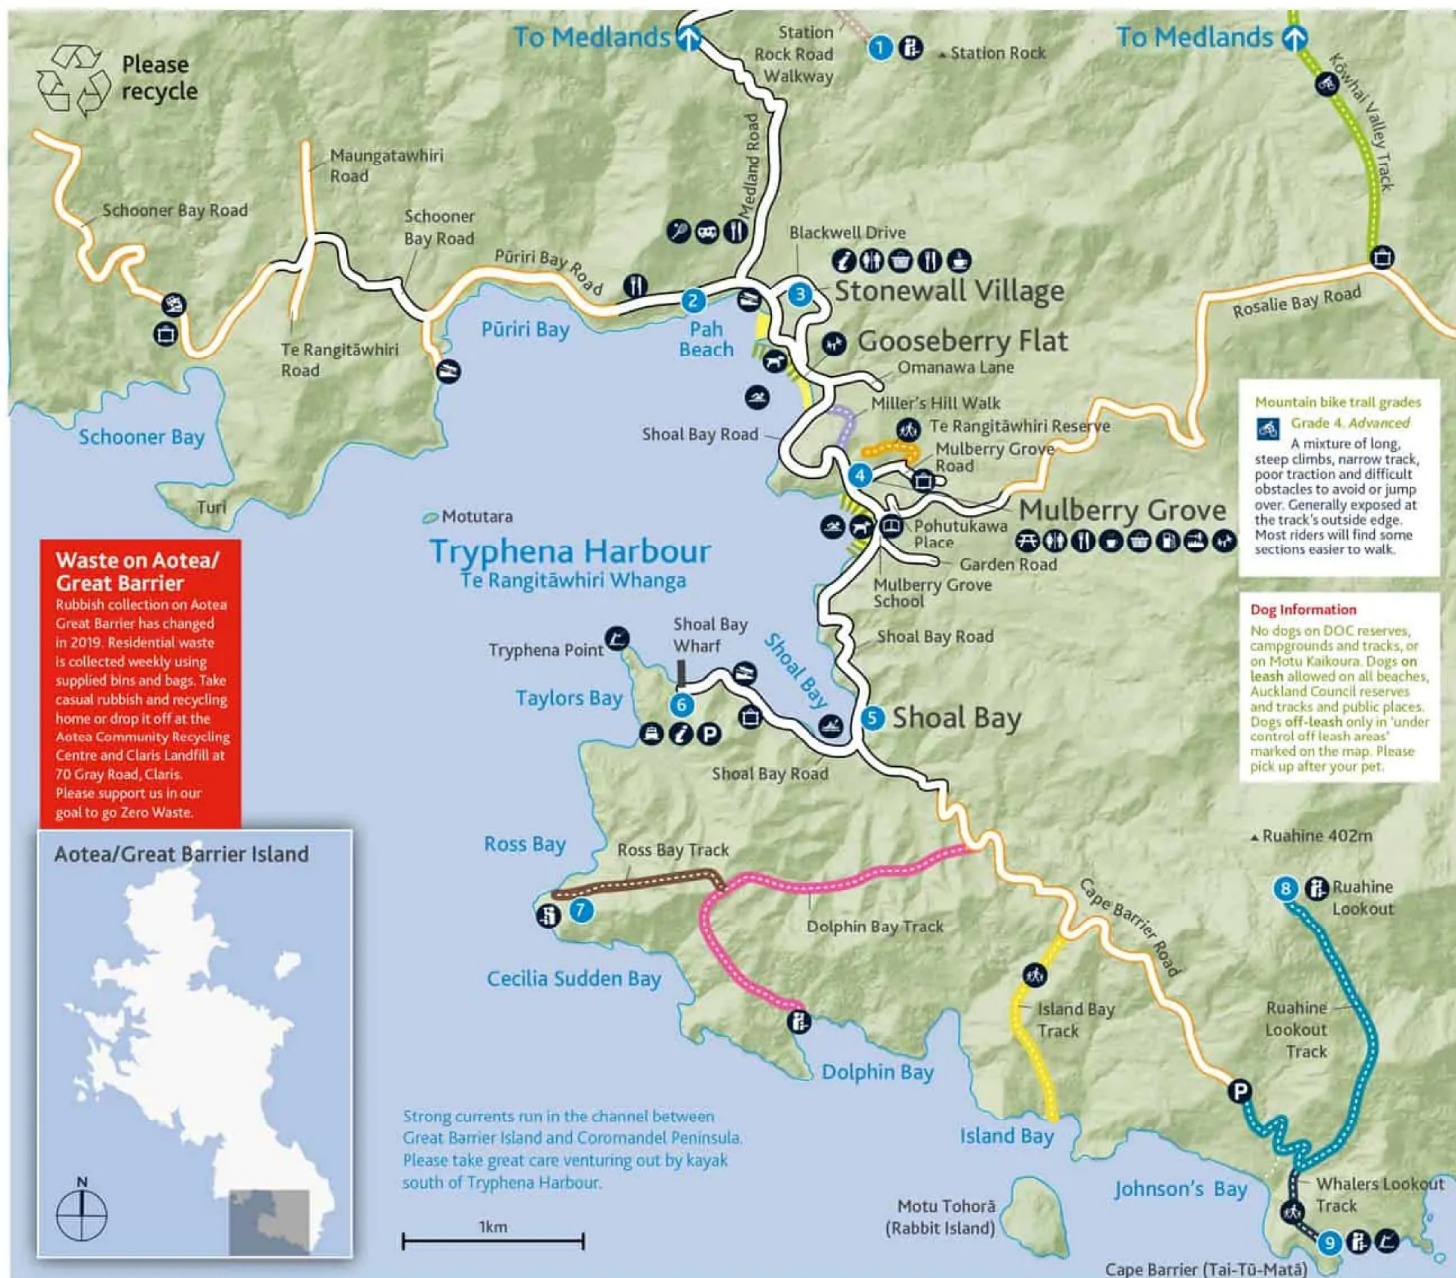 Please
recycle
To Medlands
Station
Rock Road
Walkway
1
Station Rock
To Medlands
Kōwhai Valley Track
Maungatawhiri
Road
Schooner Bay Road
Schooner
Bay Road
Medland Road
Pūriri Bay Road
Blackwell Drive
2
3
Stonewall Village
Rosalie Bay Road
Pūriri Bay
Pah
Beach
Gooseberry Flat
Te Rangitāwhiri
Road
Omanawa Lane
Miller's Hill Walk
Schooner Bay
Shoal Bay Road
Te Rangitāwhiri Reserve
Mulberry Grove
Road
4
Turi
Motutara
Mulberry Grove
Pohutukawa
Place
Tryphena Harbour
Te Rangitāwhiri Whanga
Garden Road
Mulberry Grove
School
Mountain bike trail grades
Grade 4. Advanced
A mixture of long,
steep climbs, narrow track,
poor traction and difficult
obstacles to avoid or jump
over. Generally exposed at
the track's outside edge.
Most riders will find some
sections easier to walk.
Waste on Aotea/
Great Barrier
Rubbish collection on Aotea
Great Barrier has changed
in 2019. Residential waste
is collected weekly using
supplied bins and bags. Take
casual rubbish and recycling
home or drop it off at the
Aotea Community Recycling
Centre and Claris Landfill at
70 Gray Road, Claris.
Please support us in our
goal to go Zero Waste.
Dog Information
No dogs on DOC reserves,
campgrounds and tracks, or
on Motu Kaikoura. Dogs on
leash allowed on all beaches,
Auckland Council reserves
and tracks and public places.
Dogs off-leash only in 'under
control off leash areas'
marked on the map. Please
pick up after your pet.
Shoal Bay
Wharf
Tryphena Point
Shoal Bay
Shoal Bay Road
Taylors Bay
6
P
5
Shoal Bay
Shoal Bay Road
Ross Bay
Ross Bay Track
7
Dolphin Bay Track
Cape Barrier Road
Ruahine 402m
8
Ruahine
Lookout
Cecilia Sudden Bay
Island Bay
Track
Ruahine
Lookout
Track
Dolphin Bay
P
Island Bay
Johnson's Bay
Whalers Lookout
Track
Motu Tohorā
(Rabbit Island)
9
Cape Barrier (Tai-Tū-Matā)
Aotea/Great Barrier Island
N
Strong currents run in the channel between
Great Barrier Island and Coromandel Peninsula.
Please take great care venturing out by kayak
south of Tryphena Harbour.
1km